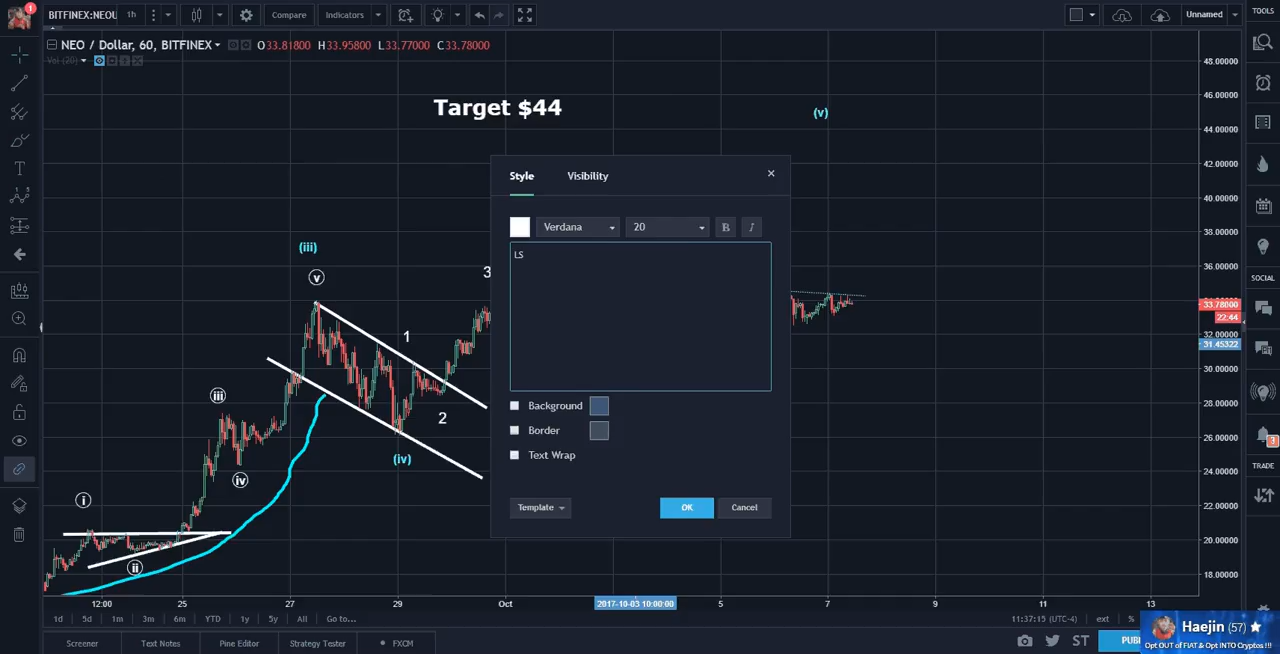 BITFINEX:NEOU 1h Compare Indicators Unnamed TOOLS
NEO / Dollar, 60, BITFINEX O33.81800 H33.95800 L33.77000 C33.78000
Vol (20)
48.00000
46.00000
Target $44
(v)
44.00000
42.00000
40.00000
38.00000
36.00000
33.78000
22:44
32.00000
31.45322
30.00000
28.00000
26.00000
24.00000
22.00000
20.00000
18.00000
Style Visibility
Verdana 20 B I
LS
Background
Border
Text Wrap
Template OK Cancel
(iii)
v
3
1
iii
2
(iv)
iv
i
ii
12:00 25 27 29 Oct 2017-10-03 10:00:00 5 7 9 11 13
1d 5d 1m 3m 6m YTD 1y 5y All Go to... 11:37:15 (UTC-4) ext %
Screener Text Notes Pine Editor Strategy Tester FXCM ST PUB
SOCIAL
TRADE
Haejin (57)
Opt OUT of FIAT & Opt INTO Cryptos !!!